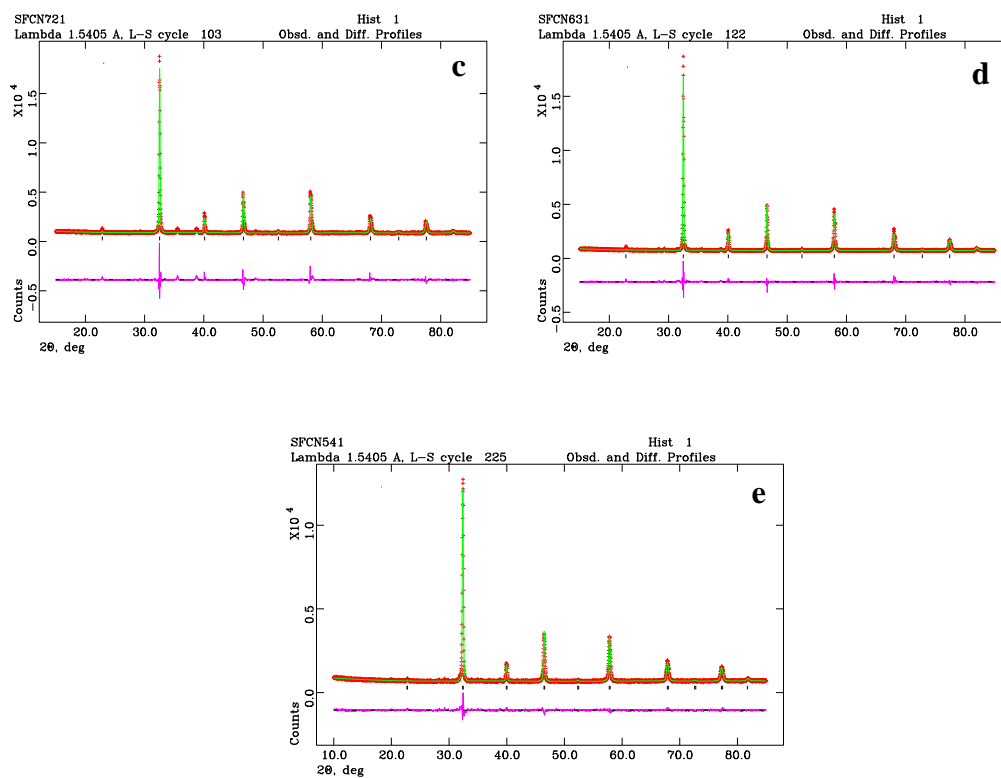 SFCN721 Hist 1
Lambda 1.5405 A, L-S cycle 103 Obsd. and Diff. Profiles
c
X10 4
1.5
1.0
0.5
0.0
-0.5
Counts
20.0 30.0 40.0 50.0 60.0 70.0 80.0
2Θ, deg
SFCN631 Hist 1
Lambda 1.5405 A, L-S cycle 122 Obsd. and Diff. Profiles
d
X10 4
1.5
1.0
0.5
0.0
-0.5
Counts
20.0 30.0 40.0 50.0 60.0 70.0 80.0
2Θ, deg
SFCN541 Hist 1
Lambda 1.5405 A, L-S cycle 225 Obsd. and Diff. Profiles
e
X10 4
1.0
0.5
0.0
Counts
10.0 20.0 30.0 40.0 50.0 60.0 70.0 80.0
2Θ, deg